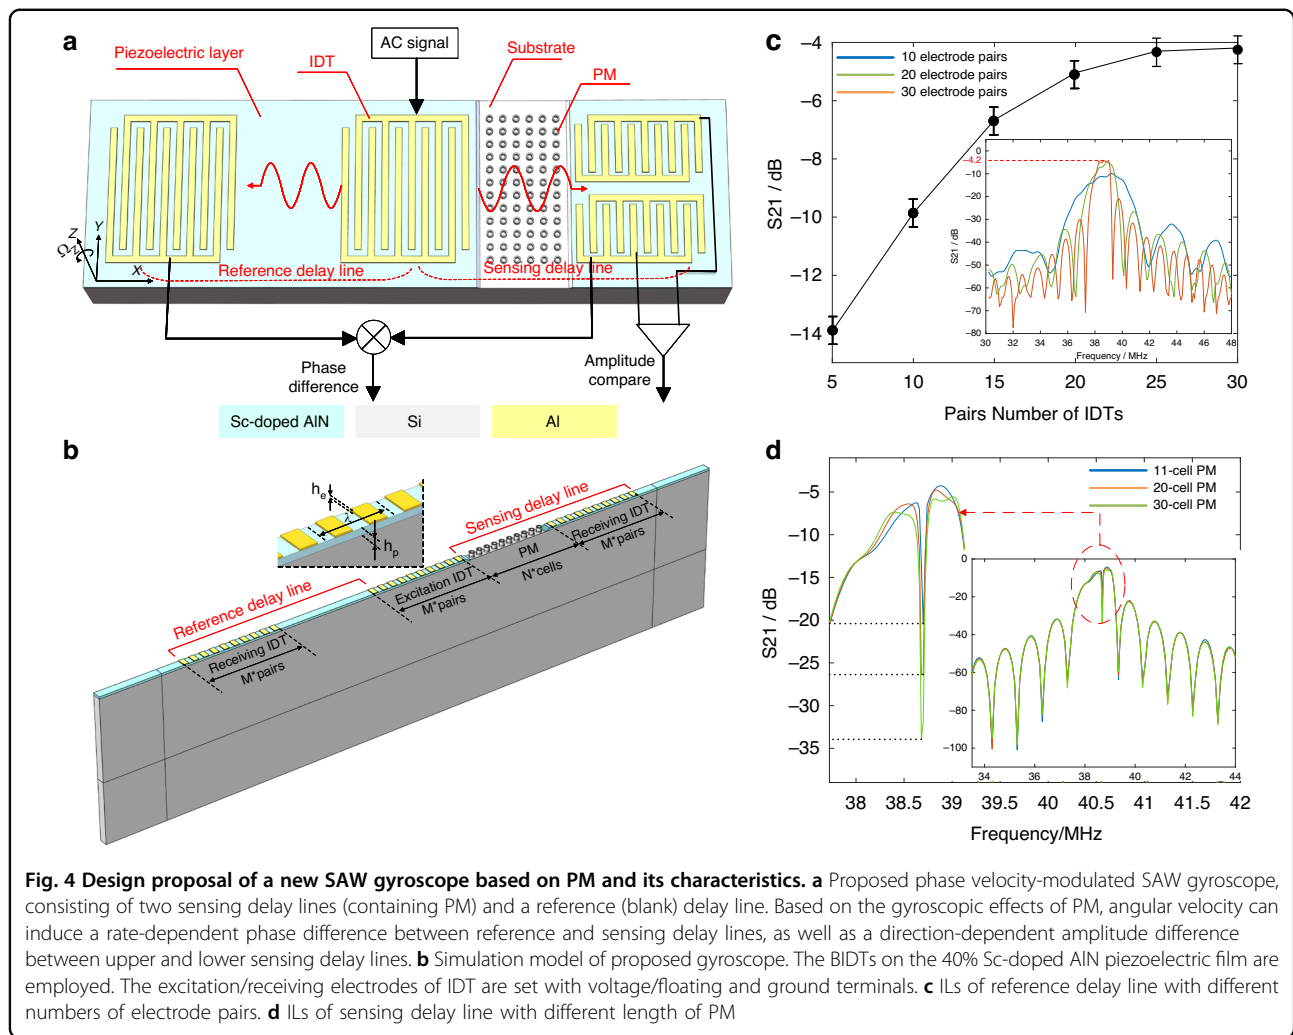 a
AC signal
Piezoelectric layer
IDT
Substrate
PM
Z
Y
X
Ωz
Reference delay line
Sensing delay line
Phase
difference
Amplitude
compare
Sc-doped AlN
Si
Al
b
hₑ
λ
hₚ
Sensing delay line
Receiving IDT
M*pairs
PM
N*cells
Excitation IDT
M*pairs
Reference delay line
Receiving IDT
M*pairs
c
10 electrode pairs
20 electrode pairs
30 electrode pairs
S21 / dB
−4
−6
−8
−10
−12
−14
5
10
15
20
25
30
Pairs Number of IDTs
S21 / dB
0
−4.2
−10
−20
−30
−40
−50
−60
−70
−80
30
32
34
36
38
40
42
44
46
48
Frequency / MHz
d
11-cell PM
20-cell PM
30-cell PM
S21 / dB
−5
−10
−15
−20
−25
−30
−35
38
38.5
39
39.5
40
40.5
41
41.5
42
Frequency/MHz
0
−20
−40
−60
−80
−100
34
36
38
40
42
44
Fig. 4 Design proposal of a new SAW gyroscope based on PM and its characteristics. a Proposed phase velocity-modulated SAW gyroscope,
consisting of two sensing delay lines (containing PM) and a reference (blank) delay line. Based on the gyroscopic effects of PM, angular velocity can
induce a rate-dependent phase difference between reference and sensing delay lines, as well as a direction-dependent amplitude difference
between upper and lower sensing delay lines. b Simulation model of proposed gyroscope. The BIDTs on the 40% Sc-doped AlN piezoelectric film are
employed. The excitation/receiving electrodes of IDT are set with voltage/floating and ground terminals. c ILs of reference delay line with different
numbers of electrode pairs. d ILs of sensing delay line with different length of PM